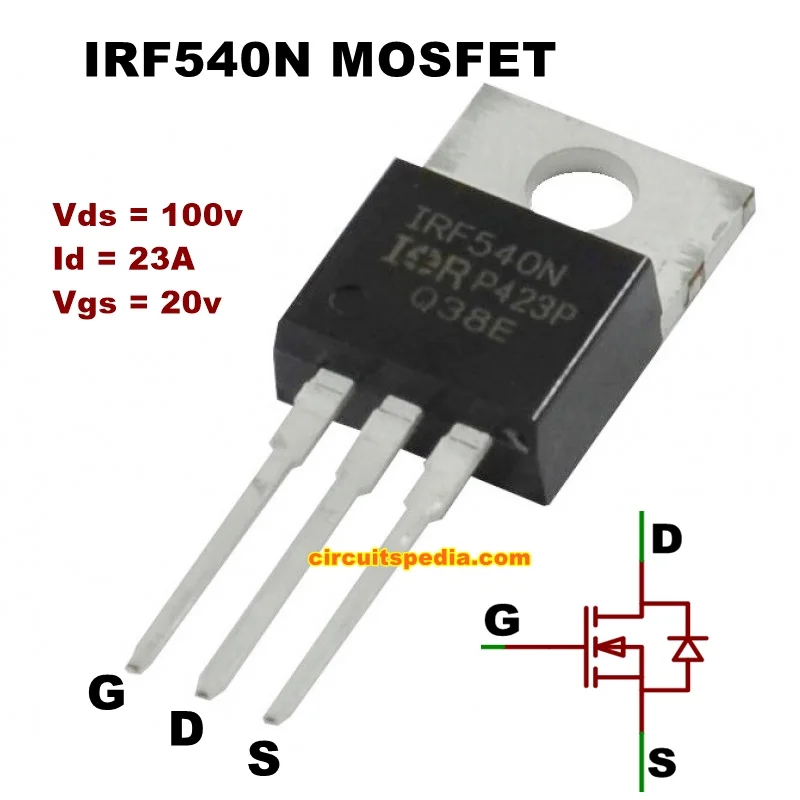 IRF540N MOSFET
Vds = 100v
Id = 23A
Vgs = 20v
IRF540N
IOR P423P
Q38E
circuitspedia.com
G
D
S
D
G
S